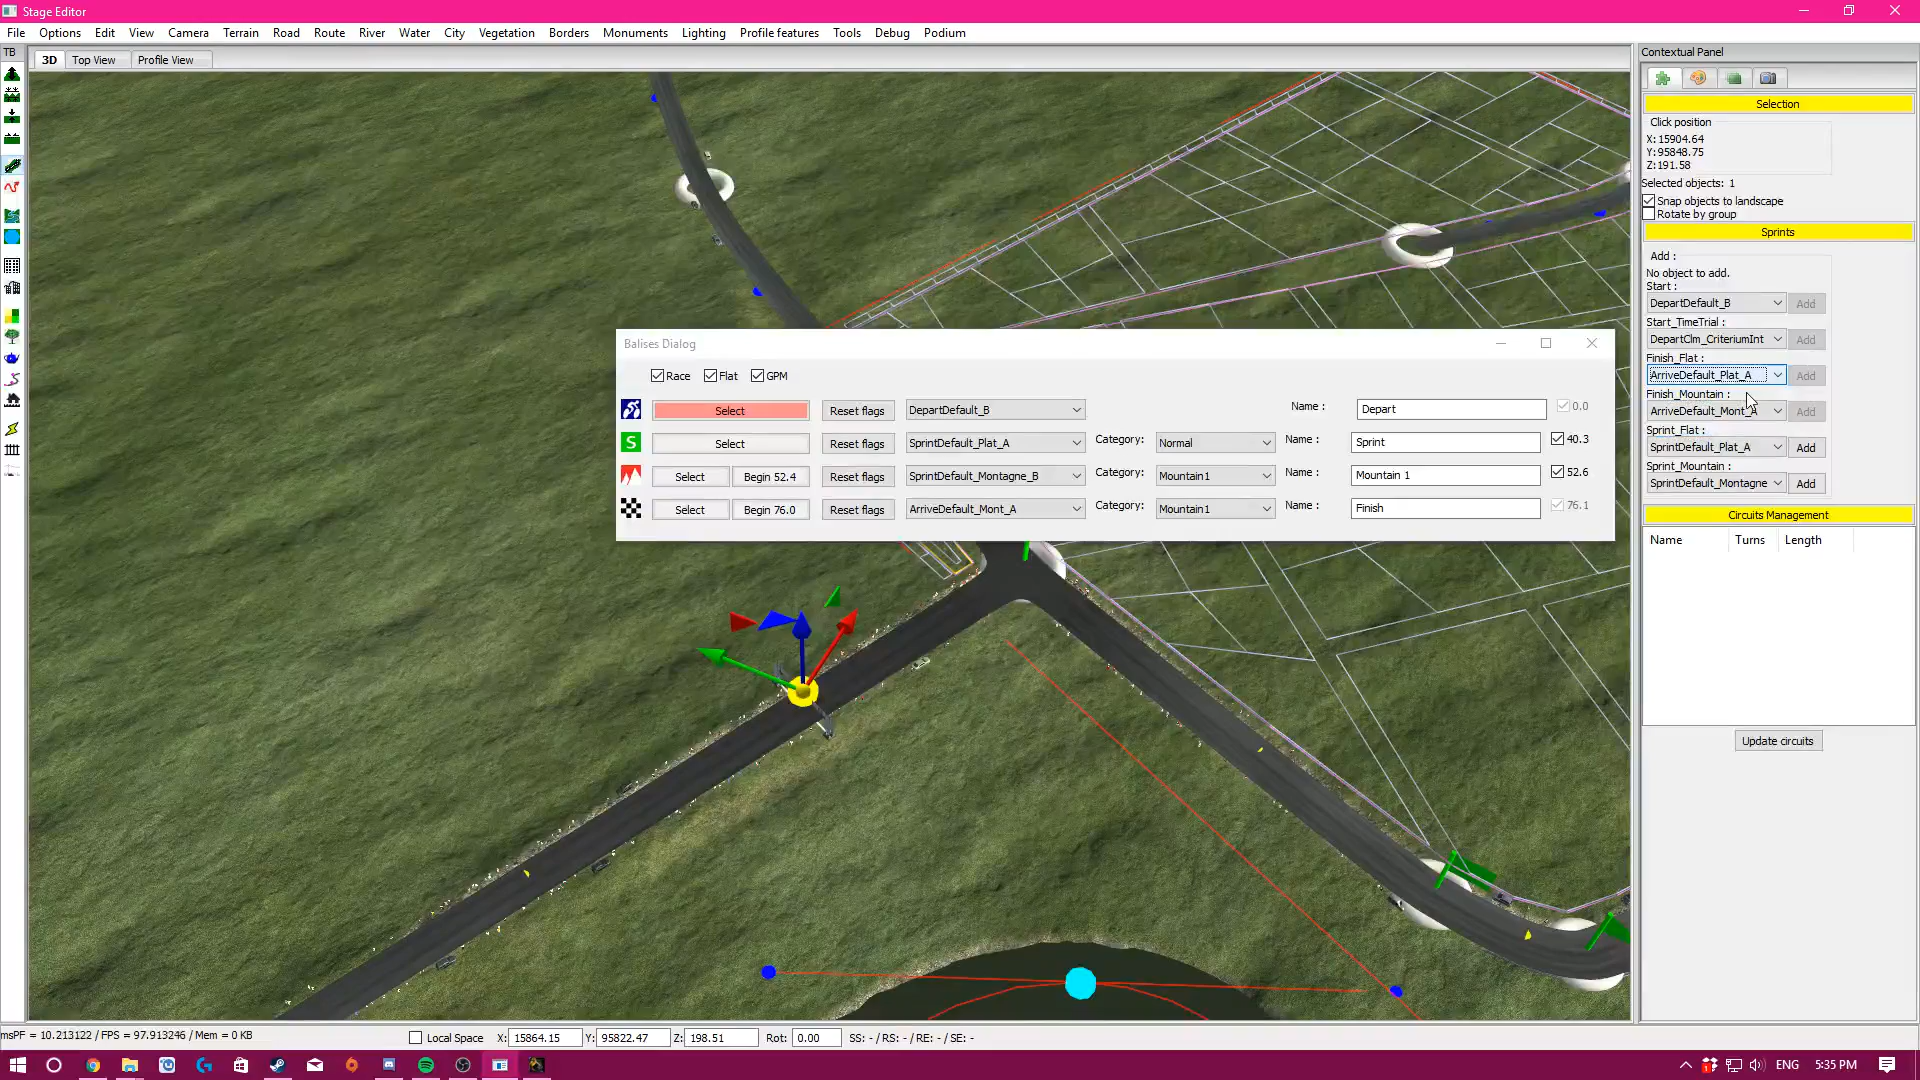 Stage Editor
File Options Edit View Camera Terrain Road Route River Water City Vegetation Borders Monuments Lighting Profile features Tools Debug Podium
TB
3D Top View Profile View
Contextual Panel
Selection
Click position
X: 15904.64
Y: 95848.75
Z: 191.58
Selected objects: 1
Snap objects to landscape
Rotate by group
Sprints
Add :
No object to add.
Start :
DepartDefault_B Add
Start_TimeTrial :
DepartClm_CriteriumInt Add
Finish_Flat :
ArriveDefault_Plat_A Add
Finish_Mountain :
ArriveDefault_Mont_A Add
Sprint_Flat :
SprintDefault_Plat_A Add
Sprint_Mountain :
SprintDefault_Montagne Add
Circuits Management
Name Turns Length
Update circuits
Balises Dialog
Race Flat GPM
Select Reset flags DepartDefault_B Name : Depart 0.0
S Select Reset flags SprintDefault_Plat_A Category: Normal Name : Sprint 40.3
Select Begin 52.4 Reset flags SprintDefault_Montagne_B Category: Mountain1 Name : Mountain 1 52.6
Select Begin 76.0 Reset flags ArriveDefault_Mont_A Category: Mountain1 Name : Finish 76.1
msPF = 10.213122 / FPS = 97.913246 / Mem = 0 KB
Local Space X: 15864.15 Y: 95822.47 Z: 198.51 Rot: 0.00 SS: - / RS: - / RE: - / SE: -
ENG 5:35 PM